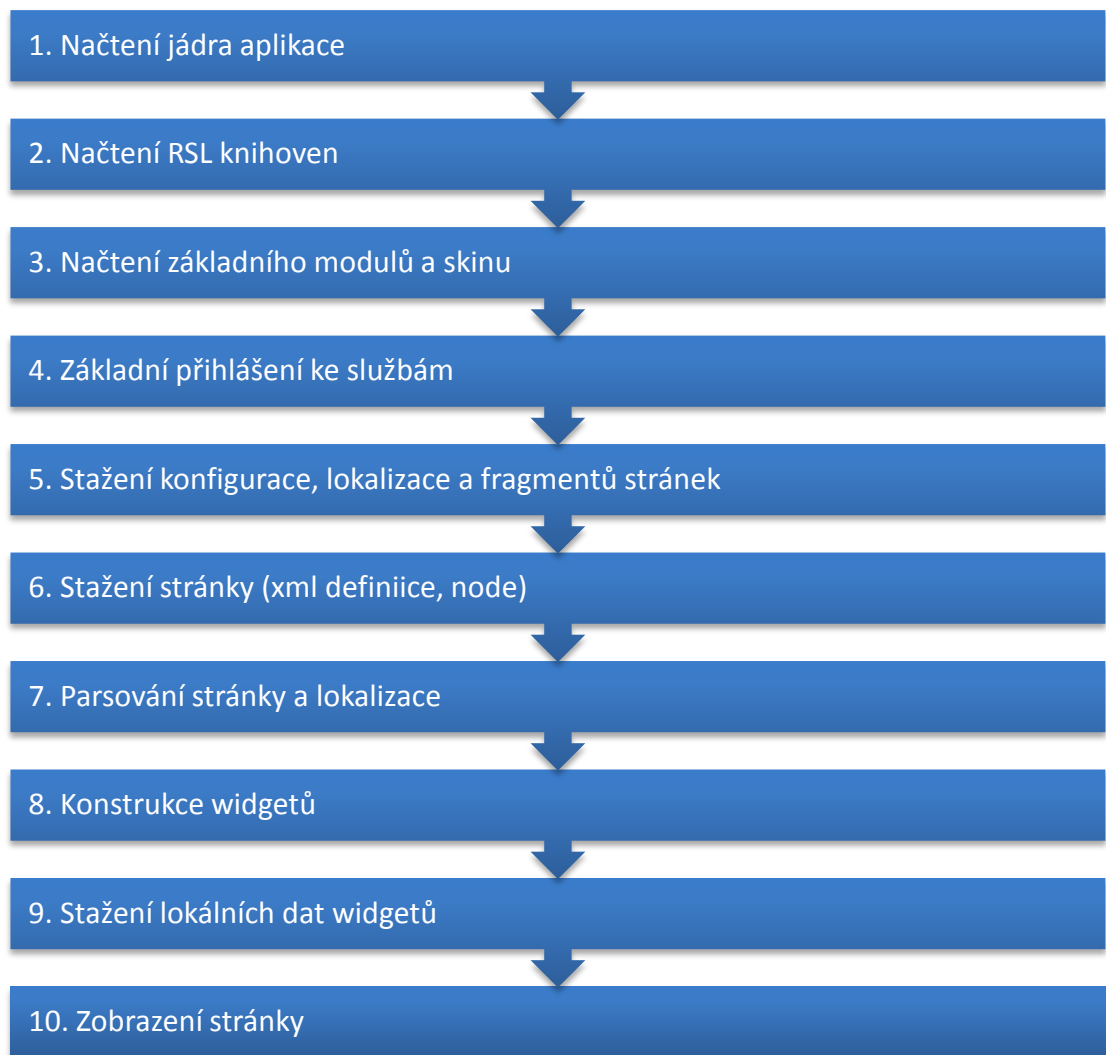 1. Načtení jádra aplikace
2. Načtení RSL knihoven
3. Načtení základního modulů a skinu
4. Základní přihlášení ke službám
5. Stažení konfigurace, lokalizace a fragmentů stránek
6. Stažení stránky (xml definiice, node)
7. Parsování stránky a lokalizace
8. Konstrukce widgetů
9. Stažení lokálních dat widgetů
10. Zobrazení stránky